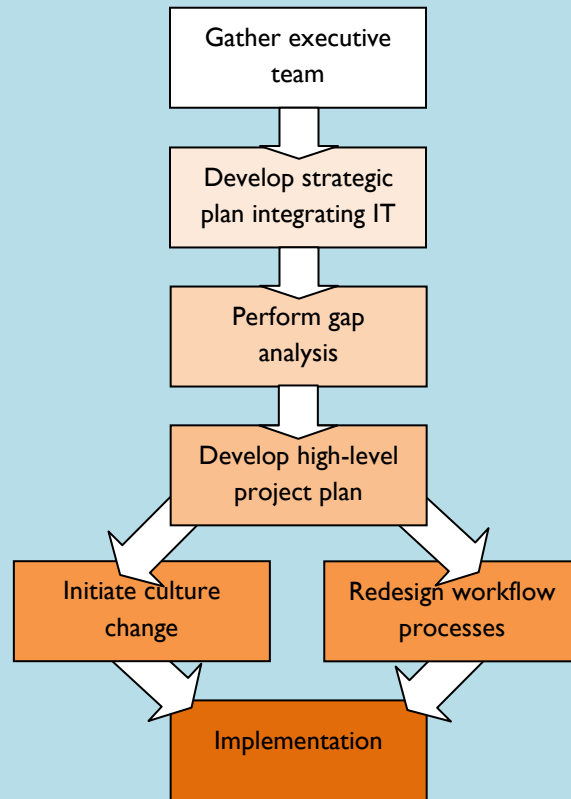 Gather executive
team
Develop strategic
plan integrating IT
Perform gap
analysis
Develop high-level
project plan
Initiate culture
change
Redesign workflow
processes
Implementation